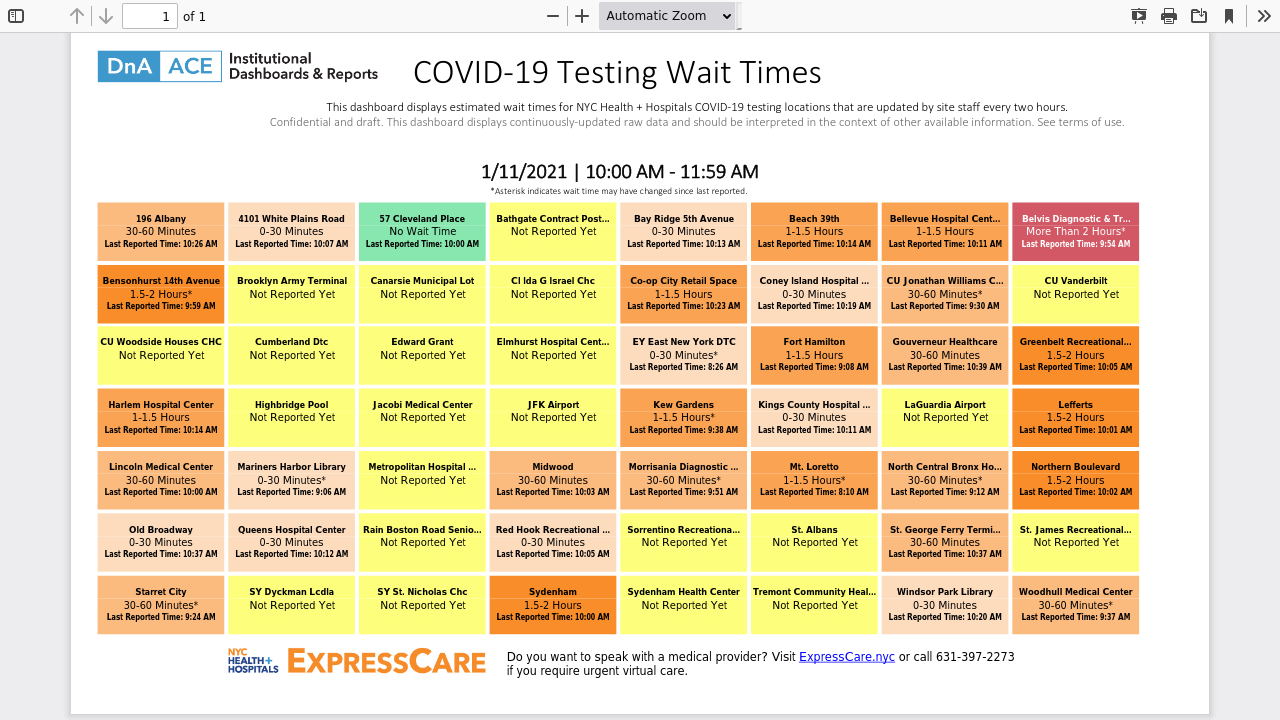 1
of 1
Automatic Zoom
DnA ACE Institutional
Dashboards & Reports
COVID-19 Testing Wait Times
This dashboard displays estimated wait times for NYC Health + Hospitals COVID-19 testing locations that are updated by site staff every two hours.
Confidential and draft. This dashboard displays continuously-updated raw data and should be interpreted in the context of other available information. See terms of use.
1/11/2021 | 10:00 AM - 11:59 AM
*Asterisk indicates wait time may have changed since last reported.
196 Albany
30-60 Minutes
Last Reported Time: 10:26 AM
4101 White Plains Road
0-30 Minutes
Last Reported Time: 10:07 AM
57 Cleveland Place
No Wait Time
Last Reported Time: 10:00 AM
Bathgate Contract Post...
Not Reported Yet
Bay Ridge 5th Avenue
0-30 Minutes
Last Reported Time: 10:13 AM
Beach 39th
1-1.5 Hours
Last Reported Time: 10:14 AM
Bellevue Hospital Cent...
1-1.5 Hours
Last Reported Time: 10:11 AM
Belvis Diagnostic & Tr...
More Than 2 Hours*
Last Reported Time: 9:54 AM
Bensonhurst 14th Avenue
1.5-2 Hours*
Last Reported Time: 9:59 AM
Brooklyn Army Terminal
Not Reported Yet
Canarsie Municipal Lot
Not Reported Yet
CI Ida G Israel Chc
Not Reported Yet
Co-op City Retail Space
1-1.5 Hours
Last Reported Time: 10:23 AM
Coney Island Hospital ...
0-30 Minutes
Last Reported Time: 10:19 AM
CU Jonathan Williams C...
30-60 Minutes*
Last Reported Time: 9:30 AM
CU Vanderbilt
Not Reported Yet
CU Woodside Houses CHC
Not Reported Yet
Cumberland Dtc
Not Reported Yet
Edward Grant
Not Reported Yet
Elmhurst Hospital Cent...
Not Reported Yet
EY East New York DTC
0-30 Minutes*
Last Reported Time: 8:26 AM
Fort Hamilton
1-1.5 Hours
Last Reported Time: 9:08 AM
Gouverneur Healthcare
30-60 Minutes
Last Reported Time: 10:39 AM
Greenbelt Recreational...
1.5-2 Hours
Last Reported Time: 10:05 AM
Harlem Hospital Center
1-1.5 Hours
Last Reported Time: 10:14 AM
Highbridge Pool
Not Reported Yet
Jacobi Medical Center
Not Reported Yet
JFK Airport
Not Reported Yet
Kew Gardens
1-1.5 Hours*
Last Reported Time: 9:38 AM
Kings County Hospital ...
0-30 Minutes
Last Reported Time: 10:11 AM
LaGuardia Airport
Not Reported Yet
Lefferts
1.5-2 Hours
Last Reported Time: 10:01 AM
Lincoln Medical Center
30-60 Minutes
Last Reported Time: 10:00 AM
Mariners Harbor Library
0-30 Minutes*
Last Reported Time: 9:06 AM
Metropolitan Hospital ...
Not Reported Yet
Midwood
30-60 Minutes
Last Reported Time: 10:03 AM
Morrisania Diagnostic ...
30-60 Minutes*
Last Reported Time: 9:51 AM
Mt. Loretto
1-1.5 Hours*
Last Reported Time: 8:10 AM
North Central Bronx Ho...
30-60 Minutes*
Last Reported Time: 9:12 AM
Northern Boulevard
1.5-2 Hours
Last Reported Time: 10:02 AM
Old Broadway
0-30 Minutes
Last Reported Time: 10:37 AM
Queens Hospital Center
0-30 Minutes
Last Reported Time: 10:12 AM
Rain Boston Road Senio...
Not Reported Yet
Red Hook Recreational ...
0-30 Minutes
Last Reported Time: 10:05 AM
Sorrentino Recreationa...
Not Reported Yet
St. Albans
Not Reported Yet
St. George Ferry Termi...
30-60 Minutes
Last Reported Time: 10:37 AM
St. James Recreational...
Not Reported Yet
Starret City
30-60 Minutes*
Last Reported Time: 9:24 AM
SY Dyckman Lcdla
Not Reported Yet
SY St. Nicholas Chc
Not Reported Yet
Sydenham
1.5-2 Hours
Last Reported Time: 10:00 AM
Sydenham Health Center
Not Reported Yet
Tremont Community Heal...
Not Reported Yet
Windsor Park Library
0-30 Minutes
Last Reported Time: 10:20 AM
Woodhull Medical Center
30-60 Minutes*
Last Reported Time: 9:37 AM
NYC
HEALTH+
HOSPITALS
EXPRESSCARE
Do you want to speak with a medical provider? Visit ExpressCare.nyc or call 631-397-2273
if you require urgent virtual care.